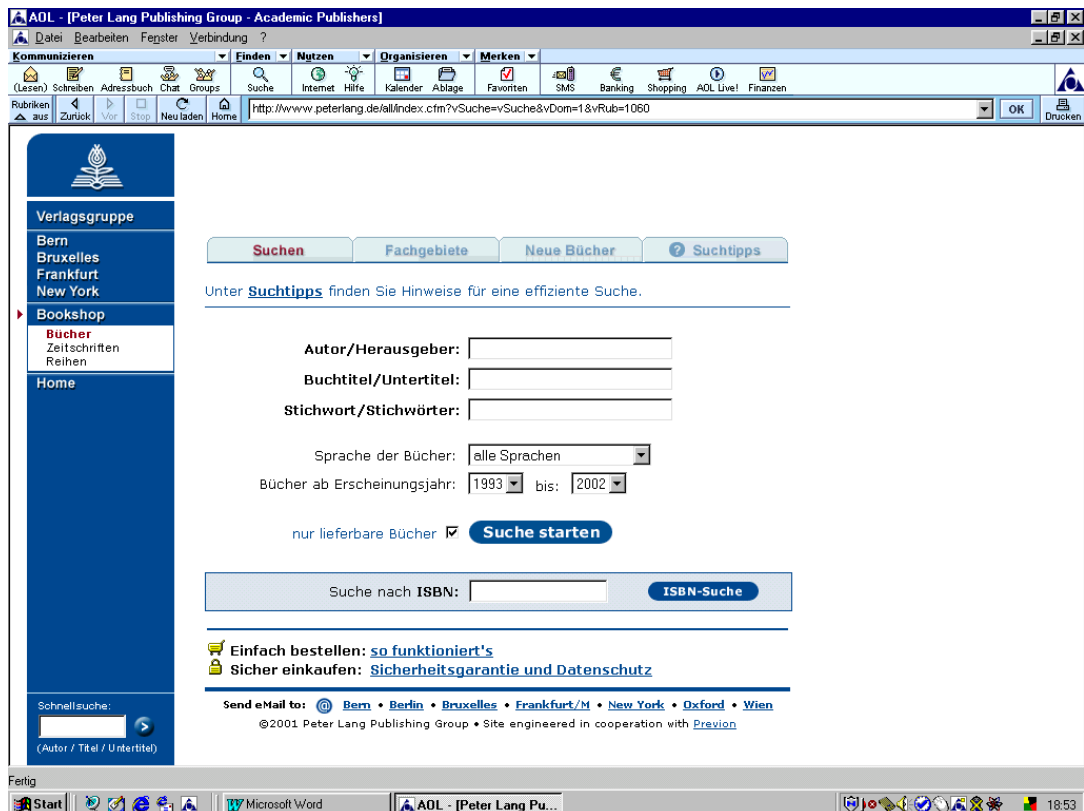 AOL - [Peter Lang Publishing Group - Academic Publishers]
Datei Bearbeiten Fenster Verbindung ?
Kommunizieren Finden Nutzen Organisieren Merken
(Lesen) Schreiben Adressbuch Chat Groups Suche Internet Hilfe Kalender Ablage Favoriten SMS Banking Shopping AOL Live! Finanzen
Rubriken aus Zurück Vor Stop Neu laden Home http://www.peterlang.de/all/index.cfm?vSuche=vSuche&vDom=1&vRub=1060 OK Drucken
Verlagsgruppe
Bern
Bruxelles
Frankfurt
New York
Bookshop
Bücher
Zeitschriften
Reihen
Home
Suchen Fachgebiete Neue Bücher ? Suchtipps
Unter Suchtipps finden Sie Hinweise für eine effiziente Suche.
Autor/Herausgeber:
Buchtitel/Untertitel:
Stichwort/Stichwörter:
Sprache der Bücher: alle Sprachen
Bücher ab Erscheinungsjahr: 1993 bis: 2002
nur lieferbare Bücher Suche starten
Suche nach ISBN: ISBN-Suche
Einfach bestellen: so funktioniert's
Sicher einkaufen: Sicherheitsgarantie und Datenschutz
Send eMail to: @ Bern • Berlin • Bruxelles • Frankfurt/M • New York • Oxford • Wien
©2001 Peter Lang Publishing Group • Site engineered in cooperation with Previon
Schnellsuche:
(Autor / Titel / Untertitel)
Fertig
Start Microsoft Word AOL - [Peter Lang Pu... 18:53